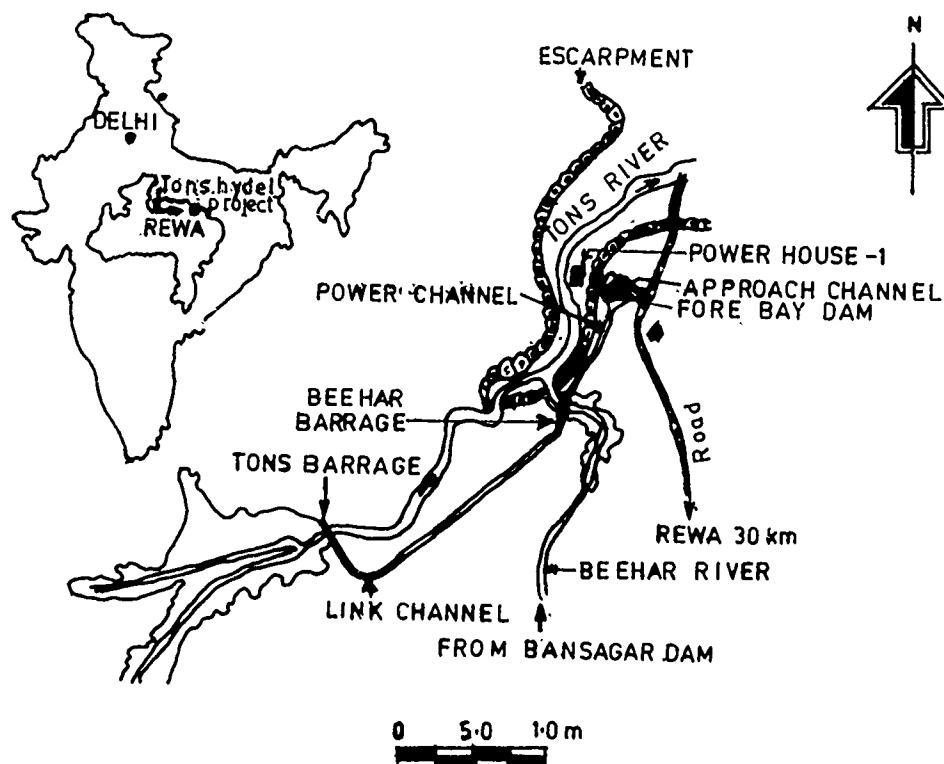 N
ESCARPMENT
DELHI
Tons.hydel
project
REWA
TONS RIVER
POWER HOUSE-1
APPROACH CHANNEL
FORE BAY DAM
POWER CHANNEL
BEEHAR
BARRAGE
TONS BARRAGE
Road
REWA 30 km
BEEHAR RIVER
LINK CHANNEL
FROM BANSAGAR DAM
0 5.0 1.0 m